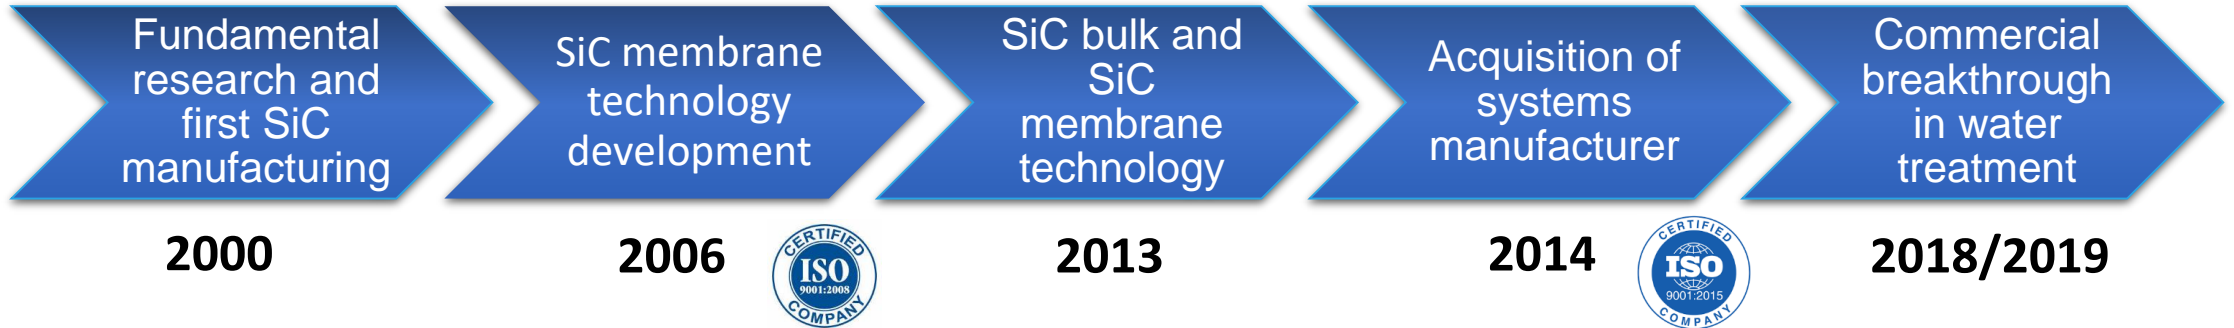 Fundamental
research and
first SiC
manufacturing
SiC membrane
technology
development
SiC bulk and
SiC
membrane
technology
Acquisition of
systems
manufacturer
Commercial
breakthrough
in water
treatment
2000
2006
CERTIFIED
ISO
9001:2008
COMPANY
2013
2014
CERTIFIED
ISO
9001:2015
COMPANY
2018/2019